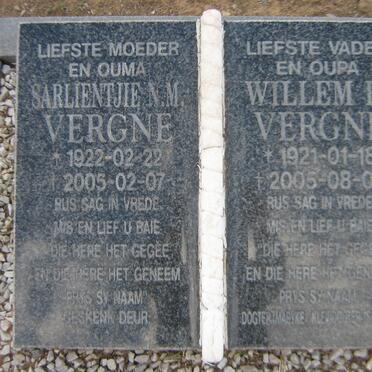 LIEFSTE MOEDER
EN OUMA
SARLIENTJIE N.M.
VERGNE
* 1922-02-22
† 2005-02-07
RUS SAG IN VREDE
MIS EN LIEF U BAIE
DIE HERE HET GEGEE
EN DIE HERE HET GENEEM
PRYS SY NAAM
GESKENK DEUR
LIEFSTE VADE
EN OUPA
WILLEM
VERGNE
* 1921-01-18
† 2005-08-0
RUS SAG IN VREDE
MIS EN LIEF U BAIE
DIE HERE HET GEGEE
EN DIE HERE HET
PRYS SY NAAM
DOGTER